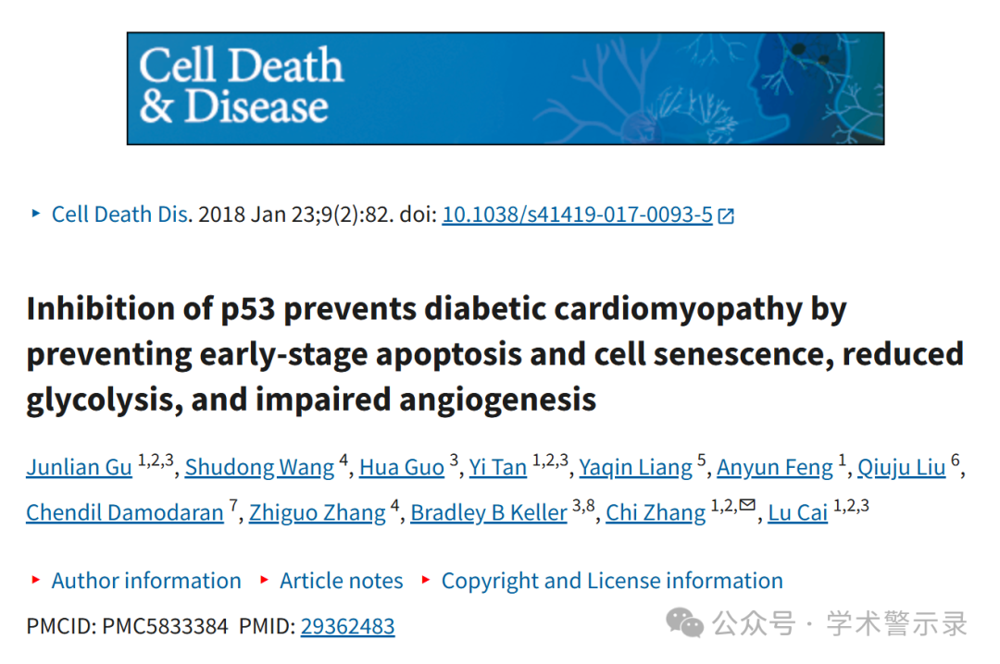 Cell Death
& Disease
Cell Death Dis. 2018 Jan 23;9(2):82. doi: 10.1038/s41419-017-0093-5
Inhibition of p53 prevents diabetic cardiomyopathy by
preventing early-stage apoptosis and cell senescence, reduced
glycolysis, and impaired angiogenesis
Junlian Gu 1,2,3, Shudong Wang 4, Hua Guo 3, Yi Tan 1,2,3, Yaqin Liang 5, Anyun Feng 1, Qiuju Liu 6,
Chendil Damodaran 7, Zhiguo Zhang 4, Bradley B Keller 3,8, Chi Zhang 1,2,✉, Lu Cai 1,2,3
Author information Article notes Copyright and License information
PMCID: PMC5833384 PMID: 29362483
公众号 · 学术警示录